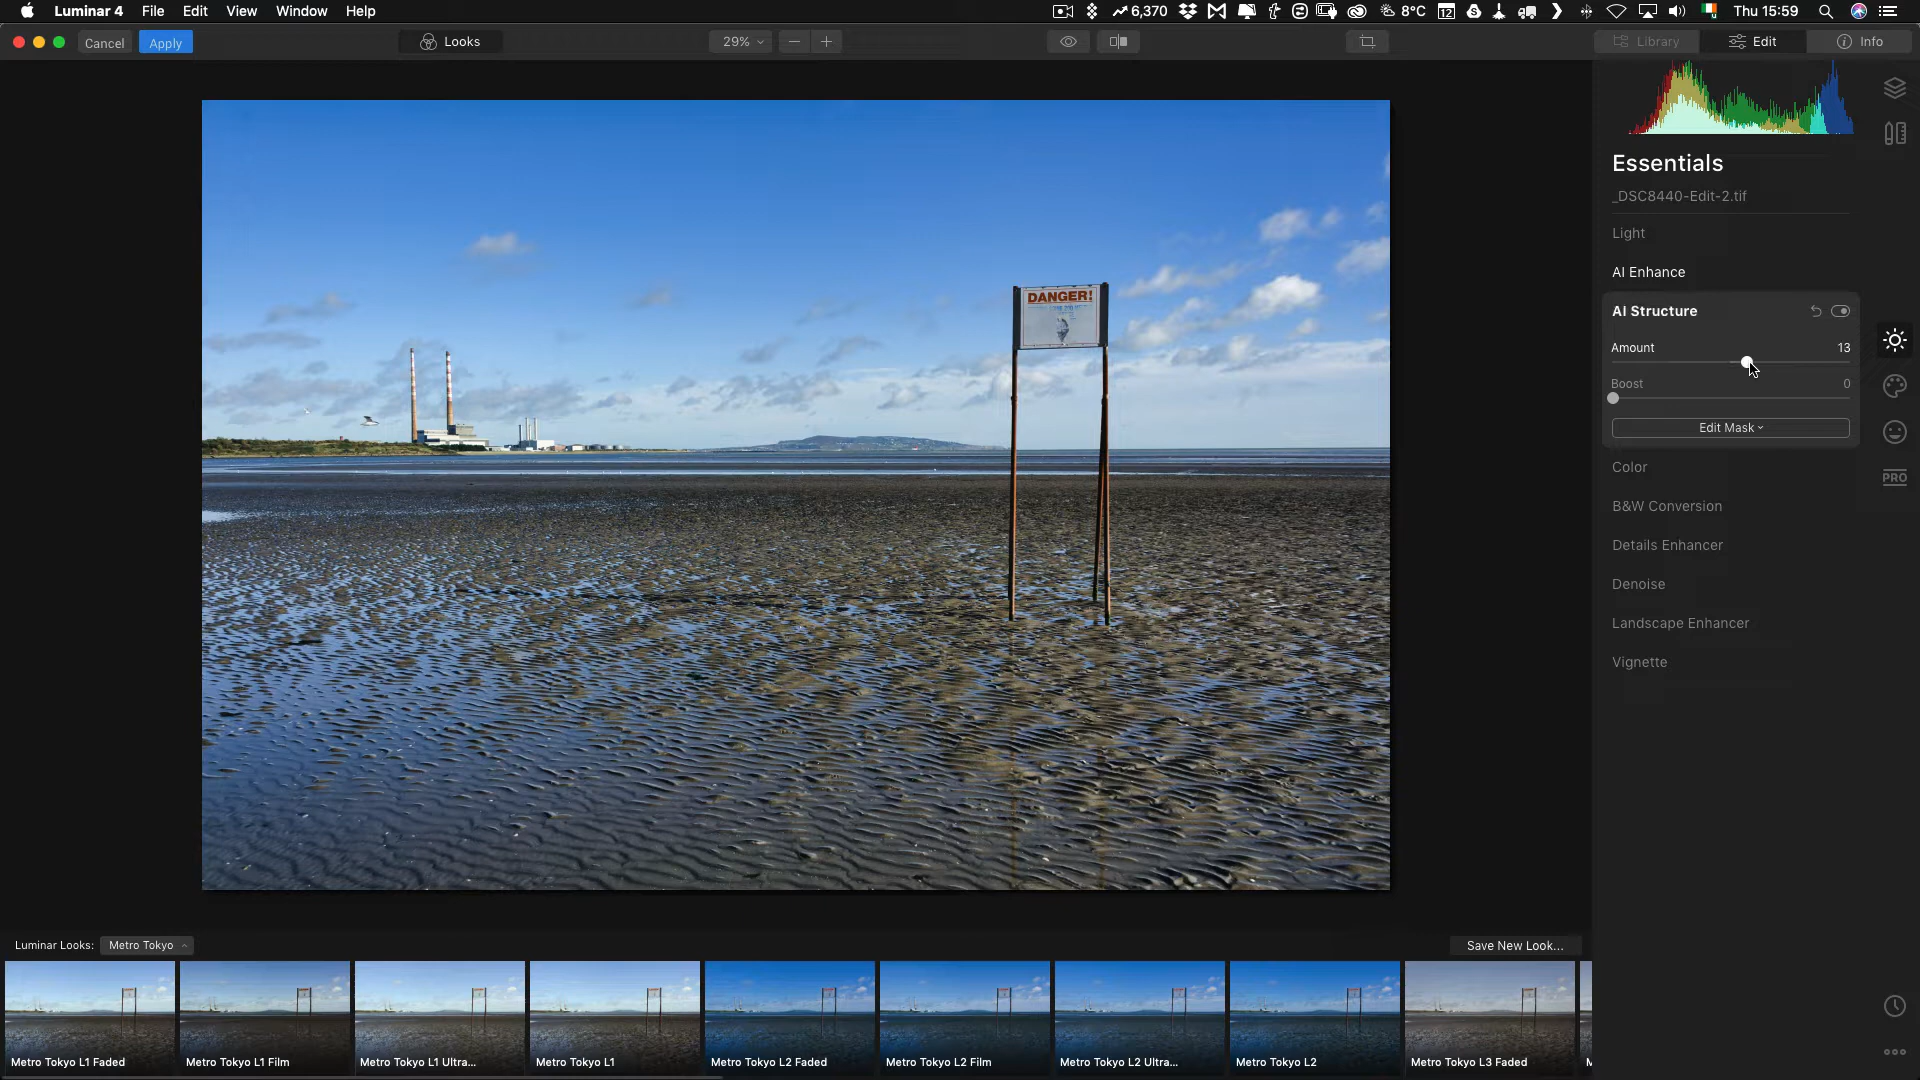 Luminar 4 File Edit View Window Help 6,370 8°C 12 Thu 15:59
Cancel Apply Looks 29% Library Edit Info
Essentials
_DSC8440-Edit-2.tif
Light
AI Enhance
AI Structure
Amount 13
Boost 0
Edit Mask
Color
B&W Conversion
Details Enhancer
Denoise
Landscape Enhancer
Vignette
PRO
DANGER!
Luminar Looks: Metro Tokyo Save New Look...
Metro Tokyo L1 Faded Metro Tokyo L1 Film Metro Tokyo L1 Ultra... Metro Tokyo L1 Metro Tokyo L2 Faded Metro Tokyo L2 Film Metro Tokyo L2 Ultra... Metro Tokyo L2 Metro Tokyo L3 Faded